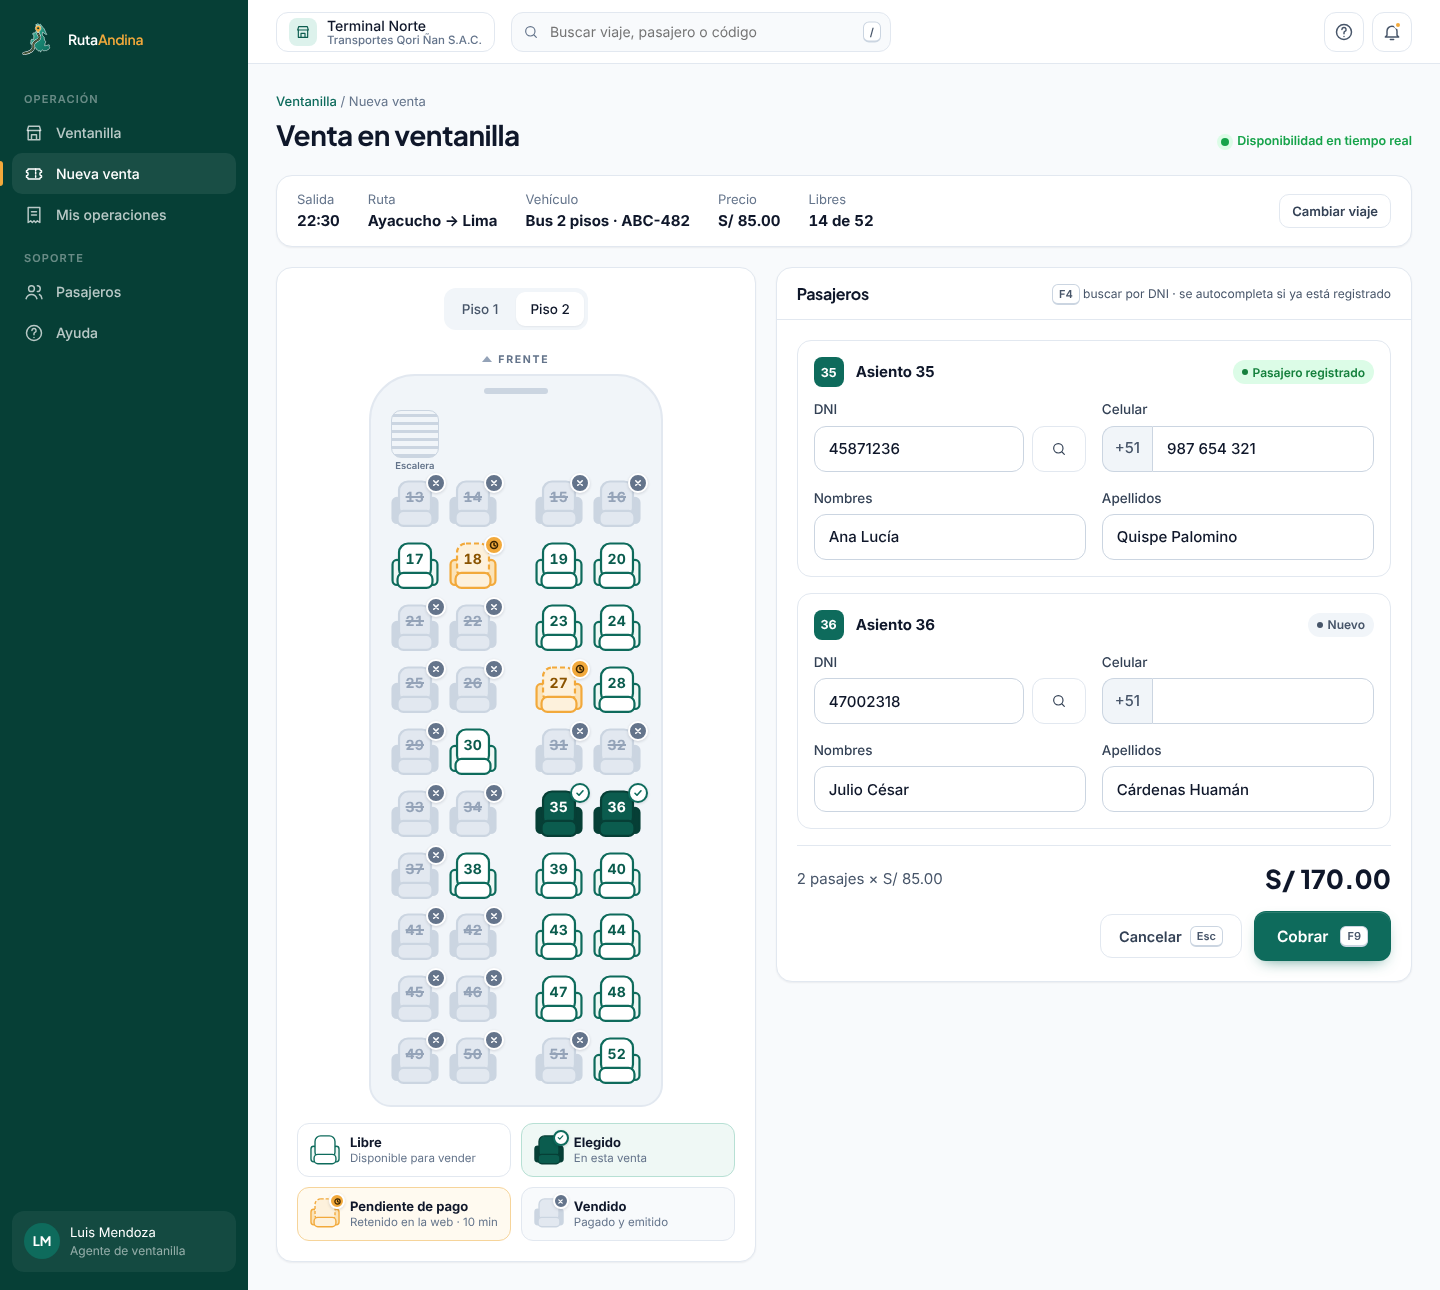 RutaAndina
OPERACIÓN
Ventanilla
Nueva venta
Mis operaciones
SOPORTE
Pasajeros
Ayuda
LM
Luis Mendoza
Agente de ventanilla
Terminal Norte
Transportes Qori Ñan S.A.C.
Buscar viaje, pasajero o código
/
Ventanilla / Nueva venta
Venta en ventanilla
Disponibilidad en tiempo real
Salida
22:30
Ruta
Ayacucho → Lima
Vehículo
Bus 2 pisos · ABC-482
Precio
S/ 85.00
Libres
14 de 52
Cambiar viaje
Piso 1
Piso 2
FRENTE
Escalera
13 14 15 16
17 18 19 20
21 22 23 24
25 26 27 28
29 30 31 32
33 34 35 36
37 38 39 40
41 42 43 44
45 46 47 48
49 50 51 52
Libre
Disponible para vender
Elegido
En esta venta
Pendiente de pago
Retenido en la web · 10 min
Vendido
Pagado y emitido
Pasajeros
F4 buscar por DNI · se autocompleta si ya está registrado
35 Asiento 35
Pasajero registrado
DNI
45871236
Celular
+51 987 654 321
Nombres
Ana Lucía
Apellidos
Quispe Palomino
36 Asiento 36
Nuevo
DNI
47002318
Celular
+51
Nombres
Julio César
Apellidos
Cárdenas Huamán
2 pasajes × S/ 85.00
S/ 170.00
Cancelar Esc
Cobrar F9